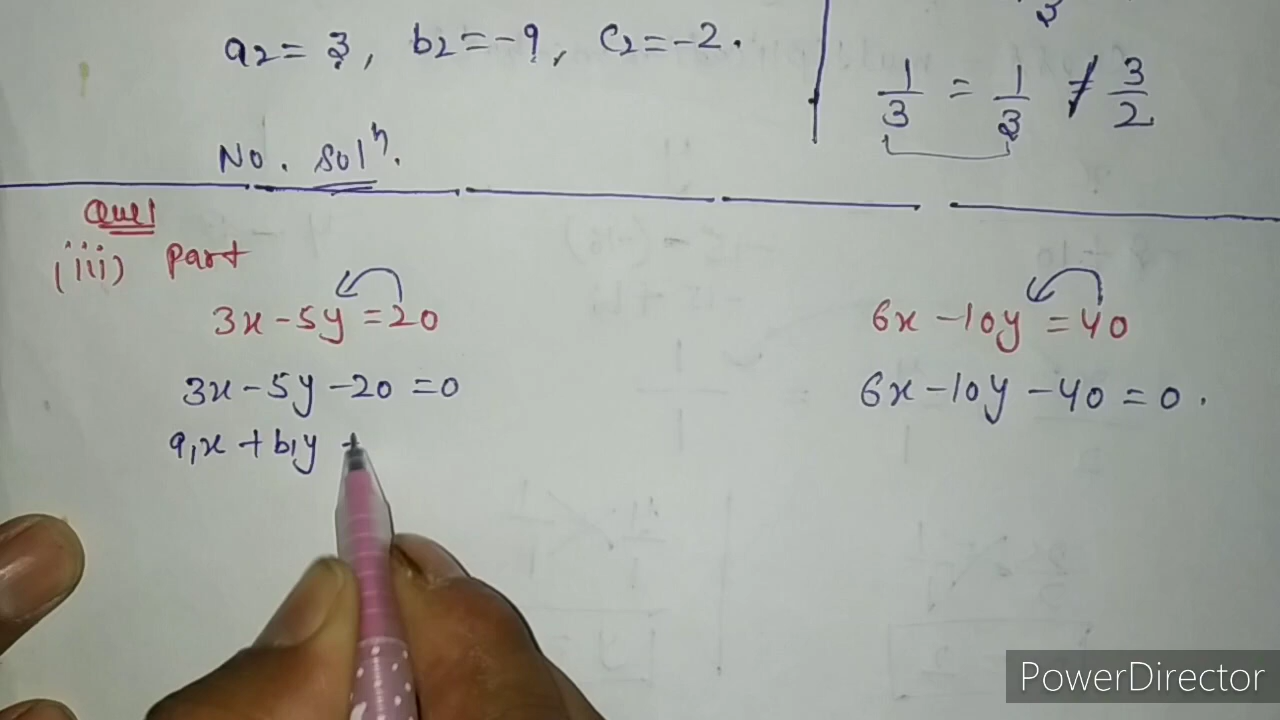 a2 = 3, b2 = -9, c2 = -2.
1/3 = 1/3 ≠ 3/2
No. solⁿ.
Que1
(iii) Part
3x - 5y = 20
6x - 10y = 40
3x - 5y - 20 = 0
6x - 10y - 40 = 0.
a1x + b1y +
PowerDirector